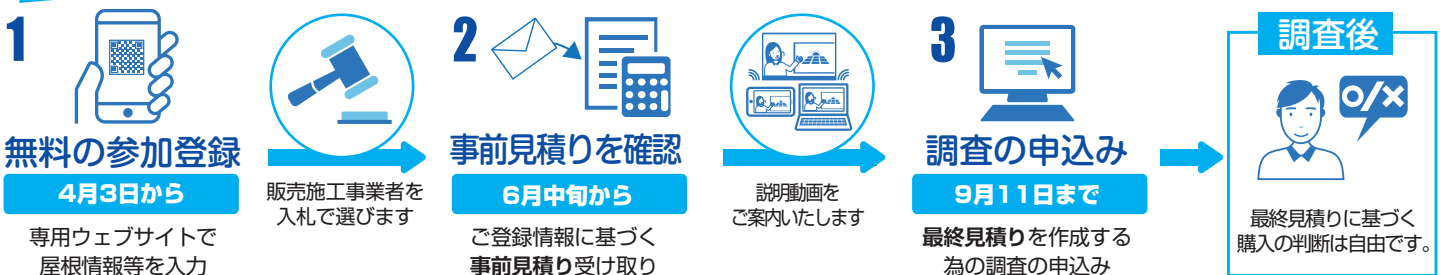 1
無料の参加登録
4月3日から
専用ウェブサイトで
屋根情報等を入力
販売施工事業者を
入札で選びます
2
事前見積りを確認
6月中旬から
ご登録情報に基づく
事前見積り受け取り
説明動画を
ご案内いたします
3
調査の申込み
9月11日まで
最終見積りを作成する
為の調査の申込み
調査後
o/×
最終見積りに基づく
購入の判断は自由です。